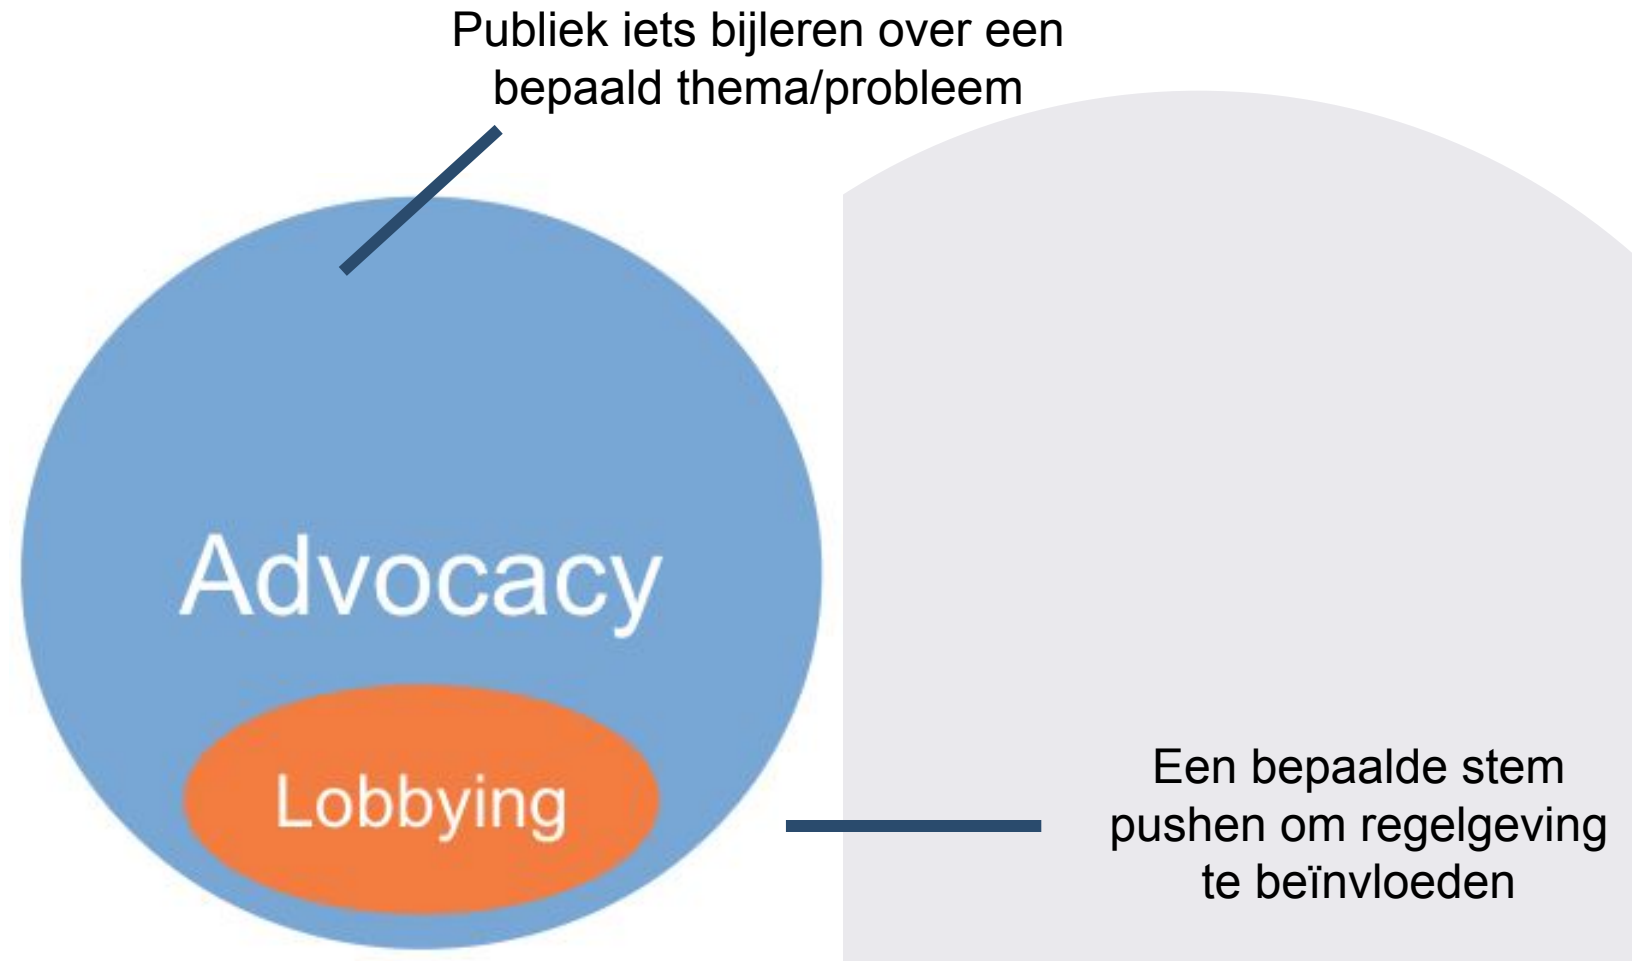 Publiek iets bijleren over een
bepaald thema/probleem
Advocacy
Lobbying
Een bepaalde stem
pushen om regelgeving
te beïnvloeden